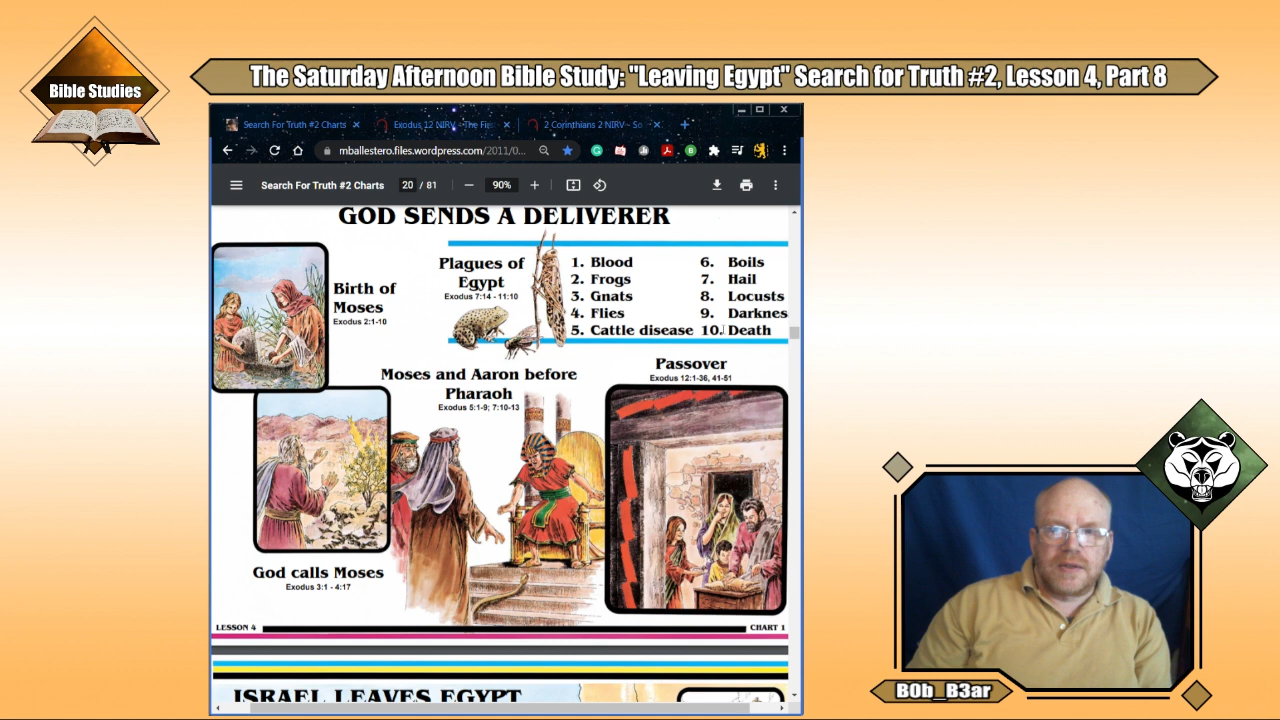 Bible Studies
The Saturday Afternoon Bible Study: "Leaving Egypt" Search for Truth #2, Lesson 4, Part 8
Search For Truth #2 Charts
Exodus 12 NIRV - The Fi
2 Corinthians 2 NIRV - So
mballestero.files.wordpress.com/2011/0...
Search For Truth #2 Charts
20 / 81
90%
GOD SENDS A DELIVERER
Birth of
Moses
Exodus 2:1-10
Plagues of
Egypt
Exodus 7:14 - 11:10
1. Blood
2. Frogs
3. Gnats
4. Flies
5. Cattle disease
6. Boils
7. Hail
8. Locusts
9. Darknes
10. Death
Moses and Aaron before
Pharaoh
Exodus 5:1-9; 7:10-13
Passover
Exodus 12:1-36, 41-51
God calls Moses
Exodus 3:1 - 4:17
LESSON 4
CHART 1
ISRAEL LEAVES EGYPT
B0b_B3ar